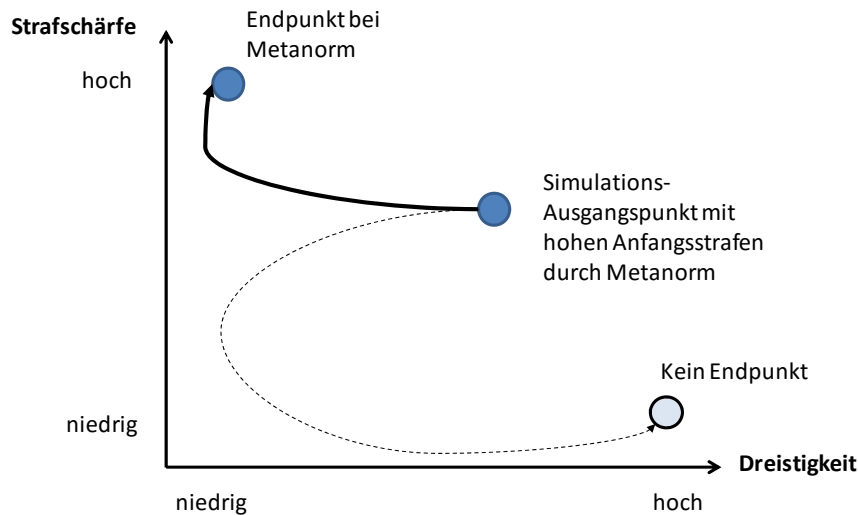 Strafschärfe
Endpunkt bei
Metanorm
hoch
Simulations-
Ausgangspunkt mit
hohen Anfangsstrafen
durch Metanorm
Kein Endpunkt
niedrig
Dreistigkeit
niedrig
hoch